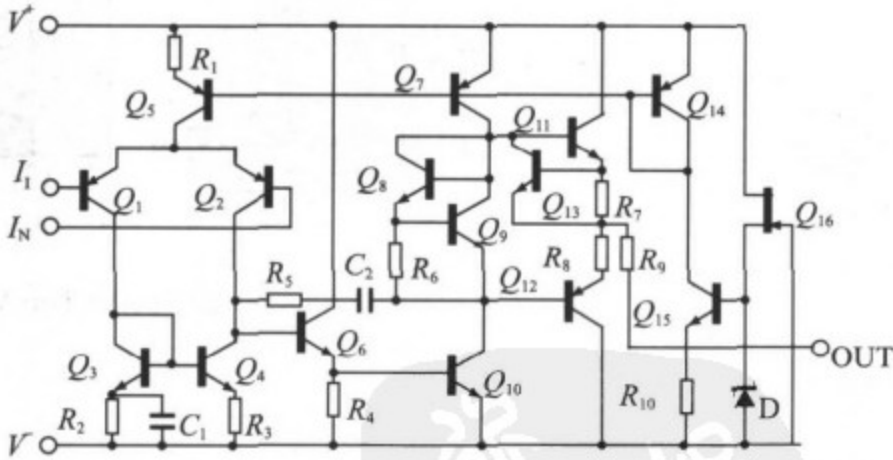 V⁺
R₁
Q₅
Q₇
Q₁₄
Q₁₁
I₁
Q₁
Q₂
Q₈
Q₁₃
R₇
Q₁₆
I_N
Q₉
R₅
C₂
R₆
Q₁₂
R₈
R₉
Q₁₅
Q₃
Q₄
Q₆
Q₁₀
OUT
R₂
C₁
R₃
R₄
R₁₀
D
V⁻